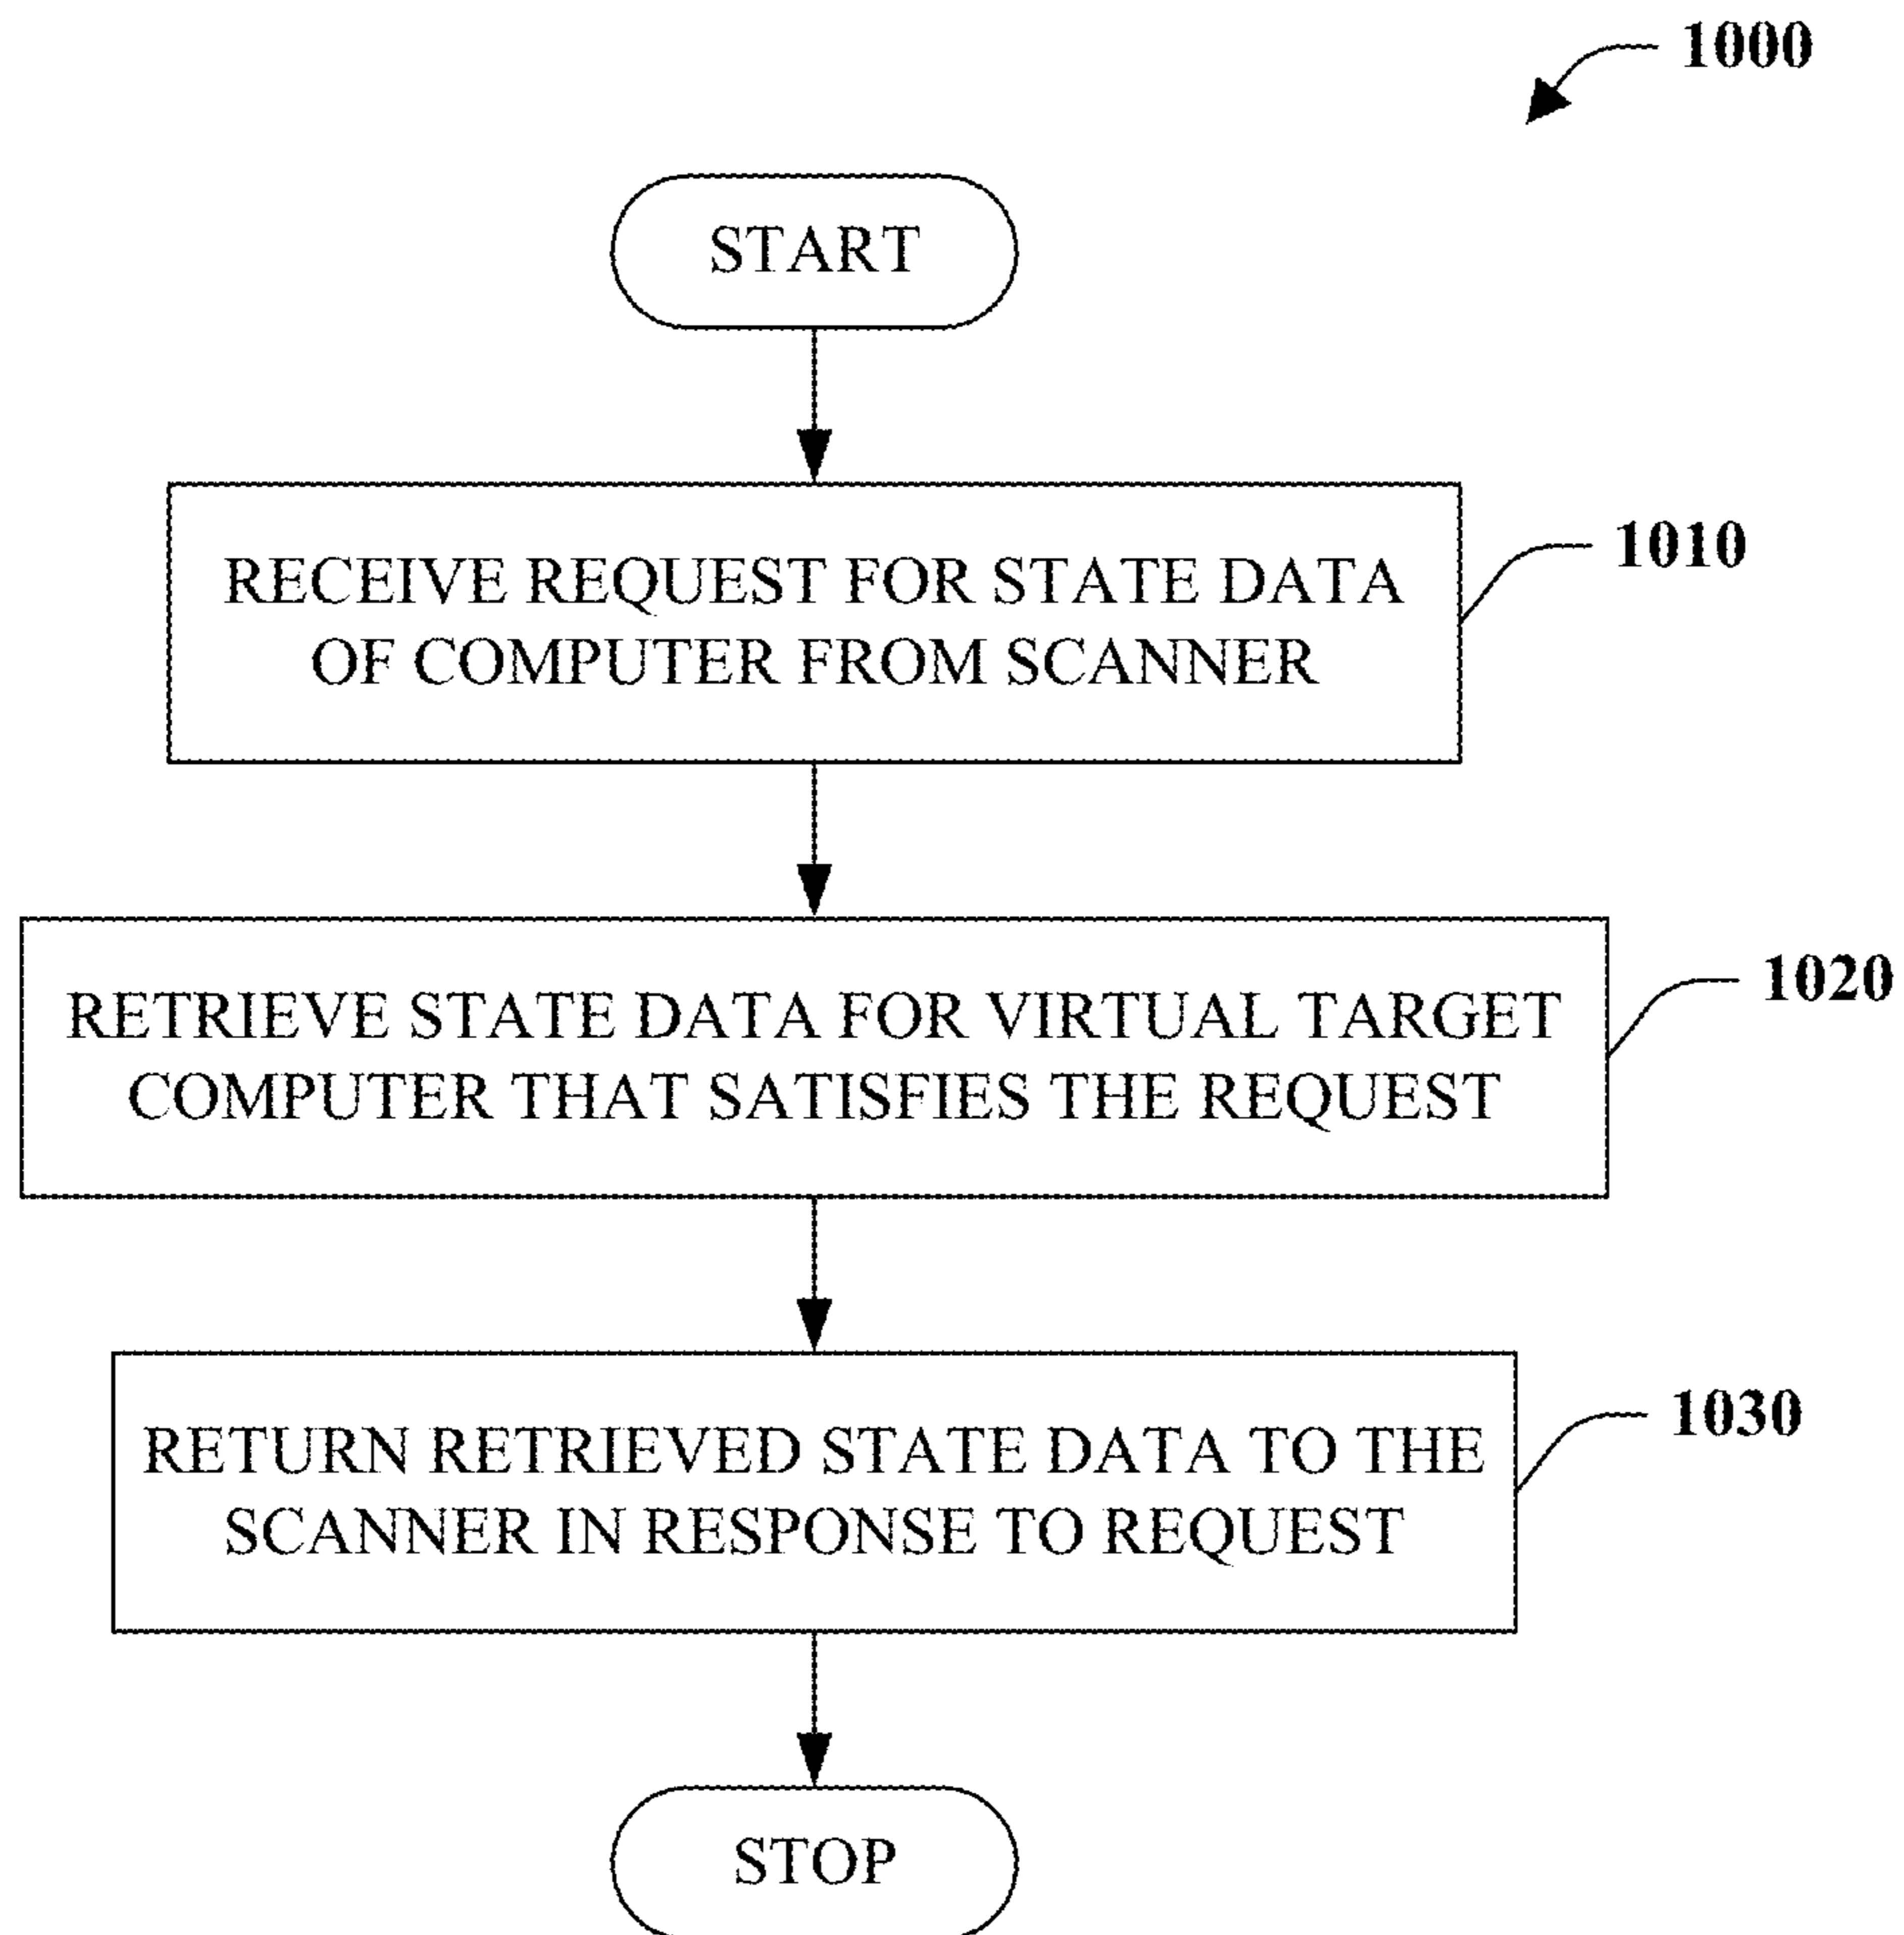 1000
START
RECEIVE REQUEST FOR STATE DATA
OF COMPUTER FROM SCANNER
1010
RETRIEVE STATE DATA FOR VIRTUAL TARGET
COMPUTER THAT SATISFIES THE REQUEST
1020
RETURN RETRIEVED STATE DATA TO THE
SCANNER IN RESPONSE TO REQUEST
1030
STOP